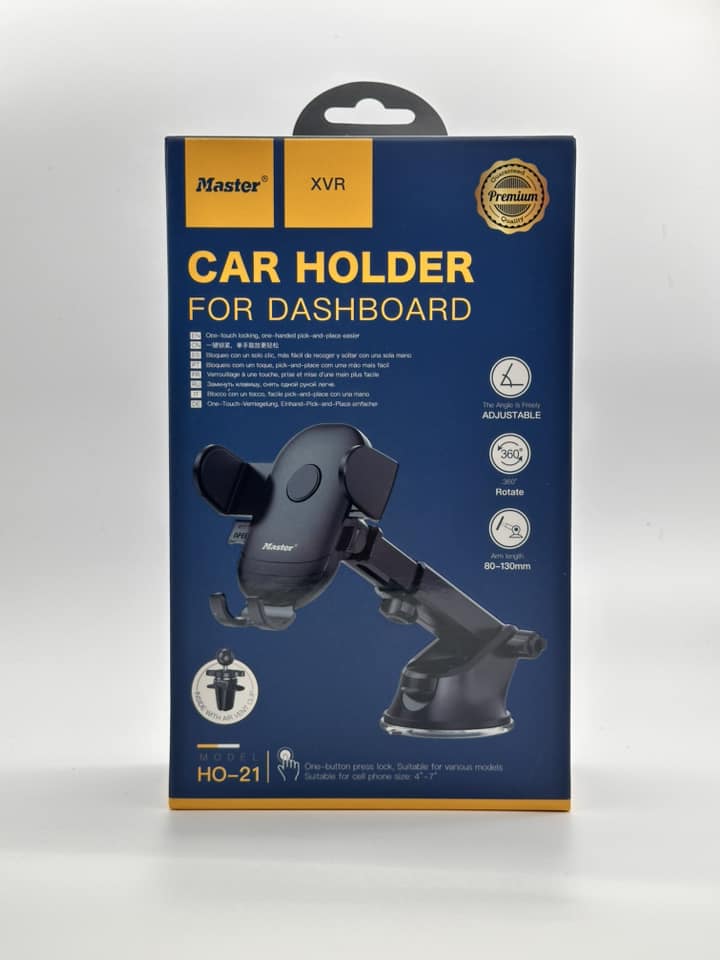 Master®
XVR
Guaranteed
Premium
Quality
CAR HOLDER
FOR DASHBOARD
EN One-touch locking, one-handed pick-and-place easier
CN 一键锁紧，单手取放更轻松
ES Bloqueo con un solo clic, más fácil de recoger y soltar con una sola mano
PT Bloqueio com um toque, pick-and-place com uma mão mais fácil
FR Verrouillage à une touche, prise et mise d'une main plus facile
RU Замкнуть клавишу, снять одной рукой легче.
IT Blocco con un tocco, facile pick-and-place con una mano
DE One-Touch-Verriegelung, Einhand-Pick-and-Place einfacher
The Angle is Freely
ADJUSTABLE
360°
360°
Rotate
Arm length
80-130mm
Master®
INSIDE WITH AIR VENT CLIP
MODEL
HO-21
One-button press lock, Suitable for various models
Suitable for cell phone size: 4"-7"